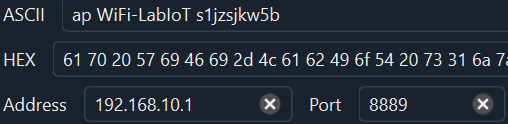 ASCII ap WiFi-LabIoT s1jzsjkw5b
HEX 61 70 20 57 69 46 69 2d 4c 61 62 49 6f 54 20 73 31 6a
Address 192.168.10.1 Port 8889